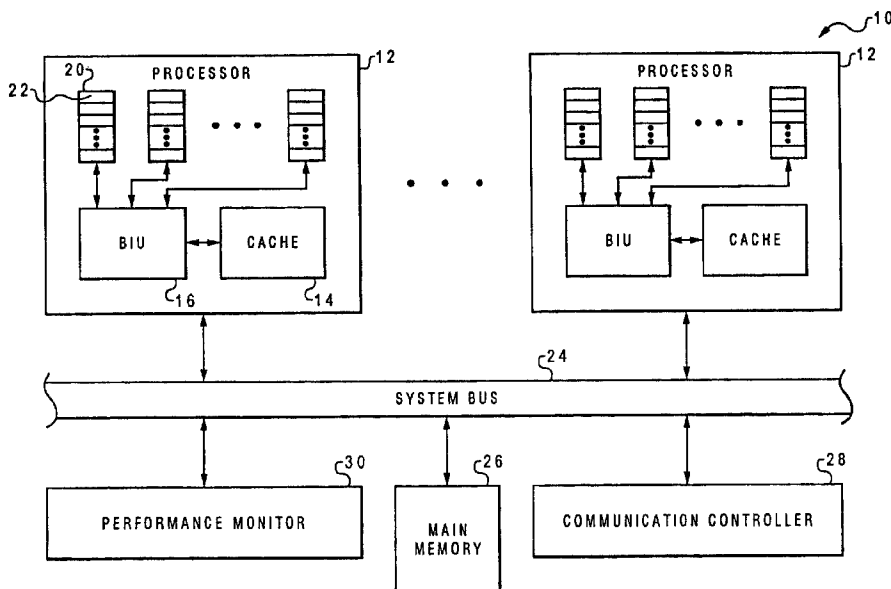 10
PROCESSOR
12
20
22
BIU
CACHE
16
14
PROCESSOR
12
BIU
CACHE
24
SYSTEM BUS
30
PERFORMANCE MONITOR
26
MAIN
MEMORY
28
COMMUNICATION CONTROLLER